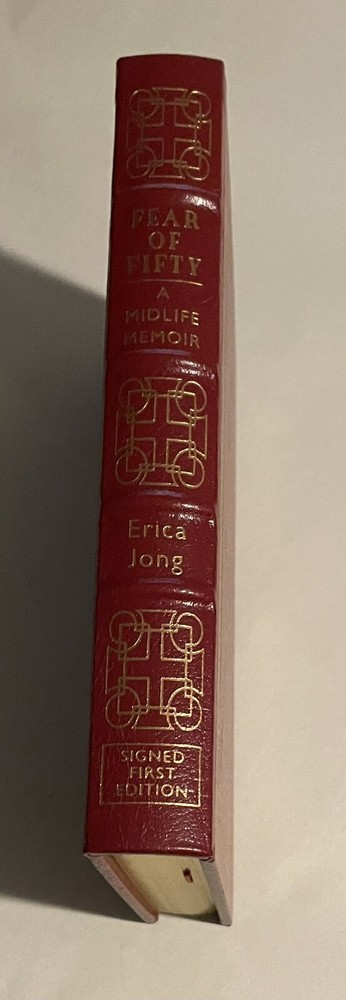 FEAR
OF
FIFTY
A
MIDLIFE
MEMOIR
Erica
Jong
SIGNED
FIRST
EDITION